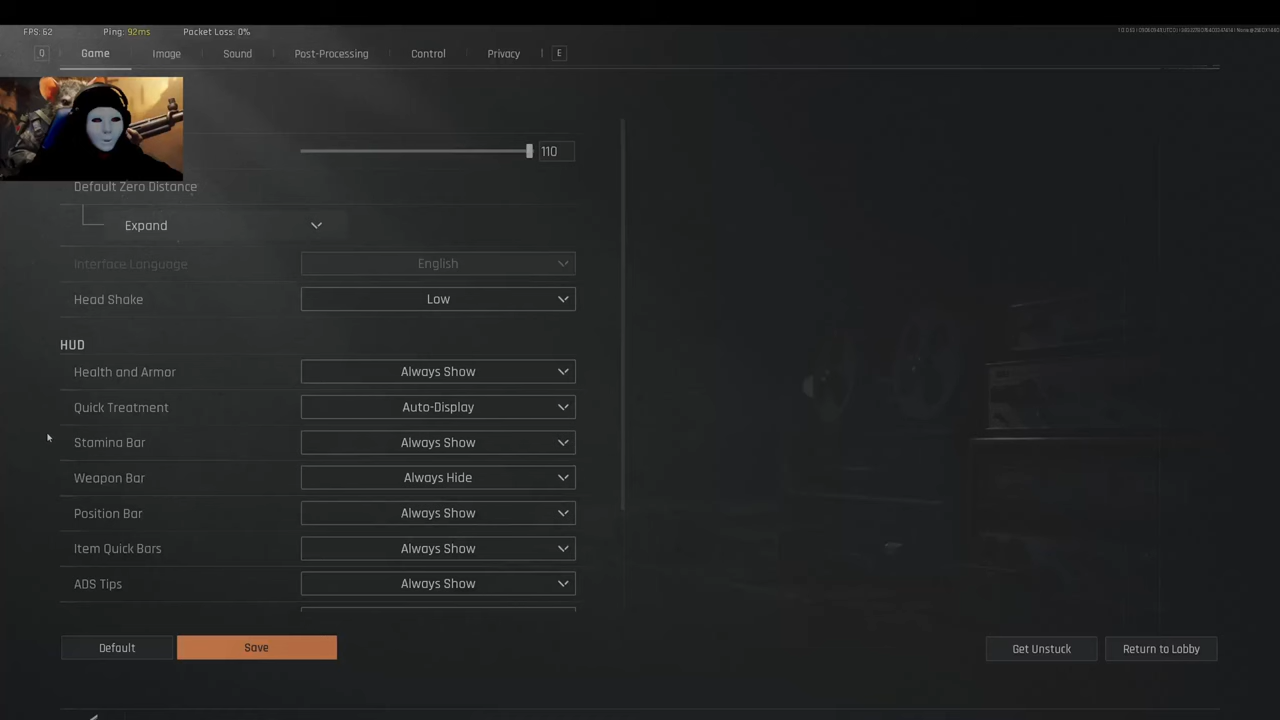 FPS: 62 Ping: 92ms Packet Loss: 0%
Q Game Image Sound Post-Processing Control Privacy E
110
Default Zero Distance
Expand
Interface Language English
Head Shake Low
HUD
Health and Armor Always Show
Quick Treatment Auto-Display
Stamina Bar Always Show
Weapon Bar Always Hide
Position Bar Always Show
Item Quick Bars Always Show
ADS Tips Always Show
Default Save Get Unstuck Return to Lobby